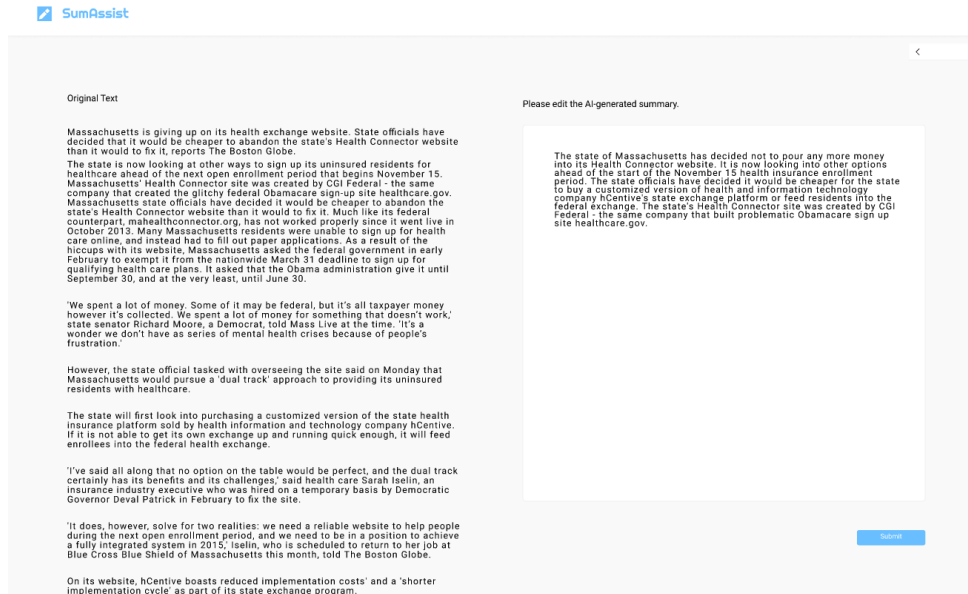 SumAssist
Original Text
Massachusetts is giving up on its health exchange website. State officials have
decided that it would be cheaper to abandon the state's Health Connector website
than it would to fix it, reports The Boston Globe.
The state is now looking at other ways to sign up its uninsured residents for
healthcare ahead of the next open enrollment period that begins November 15.
Massachusetts' Health Connector site was created by CGI Federal - the same
company that created the glitchy federal Obamacare sign-up site healthcare.gov.
Massachusetts state officials have decided it would be cheaper to abandon the
state's Health Connector website than it would to fix it. Much like its federal
counterpart, mahealthconnector.org, has not worked properly since it went live in
October 2013. Many Massachusetts residents were unable to sign up for health
care online, and instead had to fill out paper applications. As a result of the
hiccups with its website, Massachusetts asked the federal government in early
February to exempt it from the nationwide March 31 deadline to sign up for
qualifying health care plans. It asked that the Obama administration give it until
September 30, and at the very least, until June 30.
'We spent a lot of money. Some of it may be federal, but it's all taxpayer money
however it's collected. We spent a lot of money for something that doesn't work,'
state senator Richard Moore, a Democrat, told Mass Live at the time. 'It's a
wonder we don't have as series of mental health crises because of people's
frustration.'
However, the state official tasked with overseeing the site said on Monday that
Massachusetts would pursue a 'dual track' approach to providing its uninsured
residents with healthcare.
The state will first look into purchasing a customized version of the state health
insurance platform sold by health information and technology company hCentive.
If it is not able to get its own exchange up and running quick enough, it will feed
enrollees into the federal health exchange.
'I've said all along that no option on the table would be perfect, and the dual track
certainly has its benefits and its challenges,' said health care Sarah Iselin, an
insurance industry executive who was hired on a temporary basis by Democratic
Governor Deval Patrick in February to fix the site.
'It does, however, solve for two realities: we need a reliable website to help people
during the next open enrollment period, and we need to be in a position to achieve
a fully integrated system in 2015,' Iselin, who is scheduled to return to her job at
Blue Cross Blue Shield of Massachusetts this month, told The Boston Globe.
On its website, hCentive boasts reduced implementation costs' and a 'shorter
implementation cycle' as part of its state exchange program.
Please edit the AI-generated summary.
The state of Massachusetts has decided not to pour any more money
into its Health Connector website. It is now looking into other options
ahead of the start of the November 15 health insurance enrollment
period. The state officials have decided it would be cheaper for the state
to buy a customized version of health and information technology
company hCentive's state exchange platform or feed residents into the
federal exchange. The state's Health Connector site was created by CGI
Federal - the same company that built problematic Obamacare sign up
site healthcare.gov.
Submit